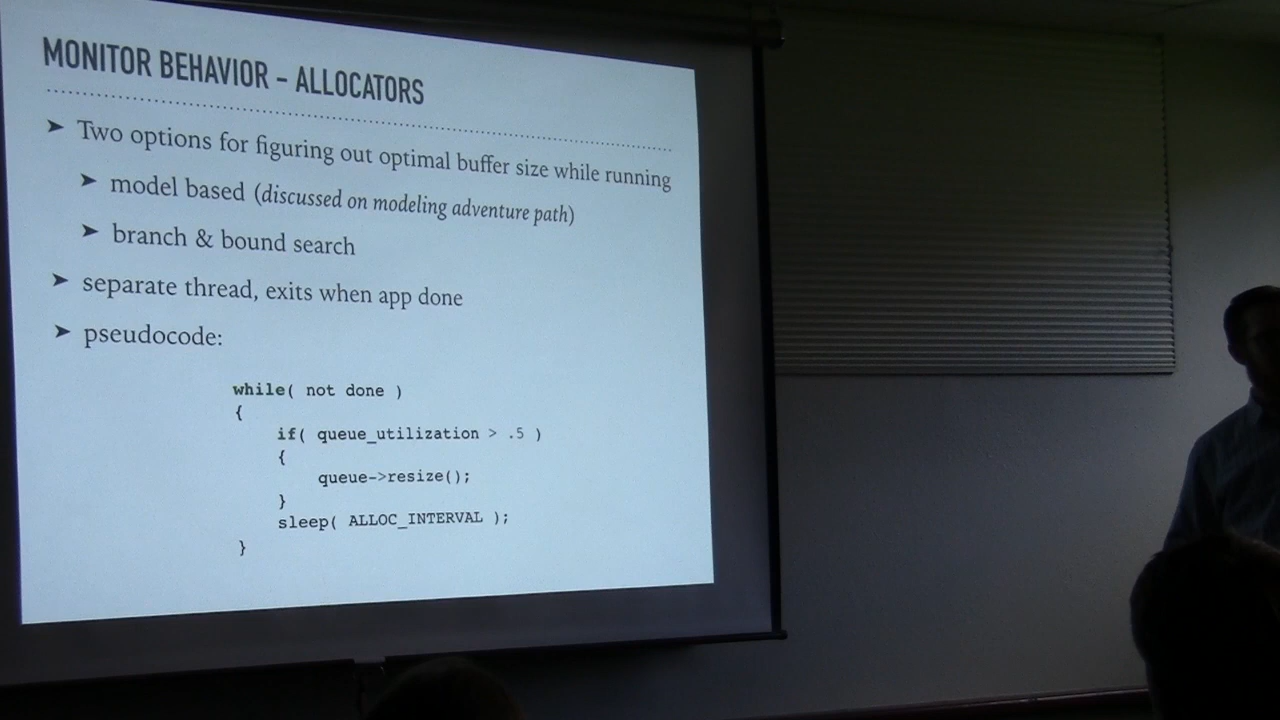 MONITOR BEHAVIOR – ALLOCATORS
➤ Two options for figuring out optimal buffer size while running
➤ model based (discussed on modeling adventure path)
➤ branch & bound search
➤ separate thread, exits when app done
➤ pseudocode:
while( not done )
{
if( queue_utilization > .5 )
{
queue->resize();
}
sleep( ALLOC_INTERVAL );
}